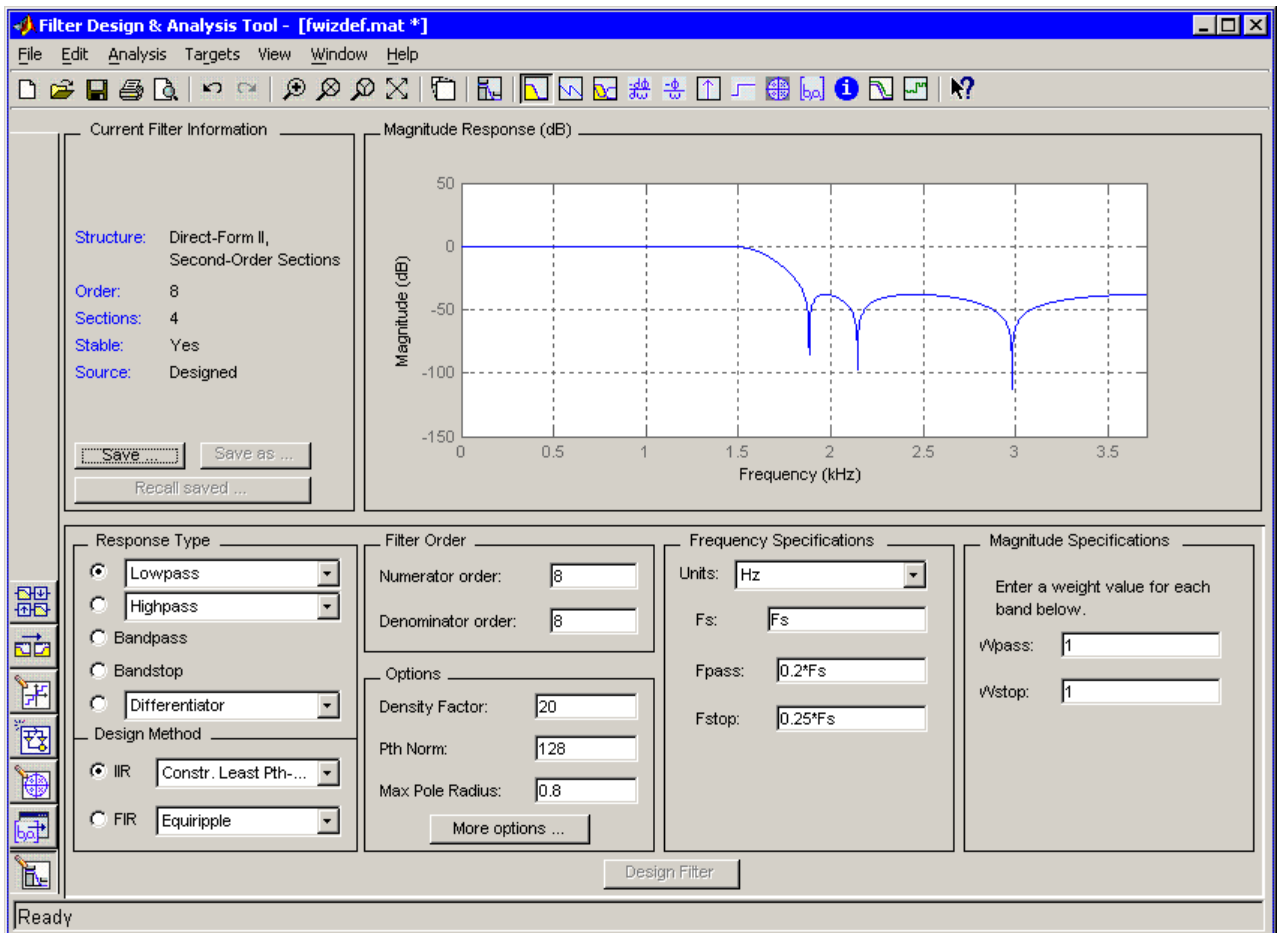 Filter Design & Analysis Tool - [fwizdef.mat *]
File Edit Analysis Targets View Window Help
Current Filter Information
Structure: Direct-Form II,
Second-Order Sections
Order: 8
Sections: 4
Stable: Yes
Source: Designed
Save ... Save as ...
Recall saved ...
Magnitude Response (dB)
50
0
-50
-100
-150
Magnitude (dB)
0 0.5 1 1.5 2 2.5 3 3.5
Frequency (kHz)
Response Type
Lowpass
Highpass
Bandpass
Bandstop
Differentiator
Design Method
IIR Constr. Least Pth-...
FIR Equiripple
Filter Order
Numerator order: 8
Denominator order: 8
Options
Density Factor: 20
Pth Norm: 128
Max Pole Radius: 0.8
More options ...
Frequency Specifications
Units: Hz
Fs: Fs
Fpass: 0.2*Fs
Fstop: 0.25*Fs
Magnitude Specifications
Enter a weight value for each
band below.
Wpass: 1
Wstop: 1
Design Filter
Ready